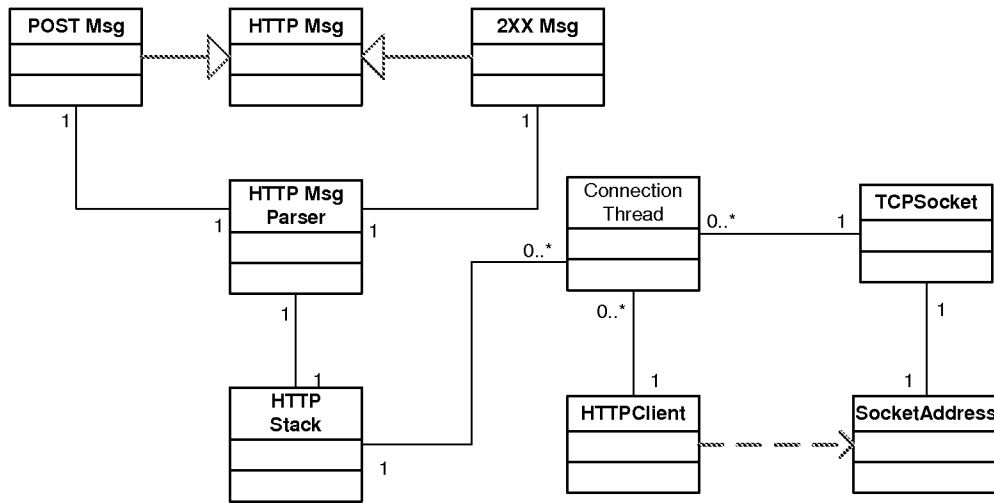 POST Msg
HTTP Msg
2XX Msg
1
1
HTTP Msg
Parser
1
1
Connection
Thread
TCPSocket
0..*
1
0..*
1
0..*
1
1
1
1
HTTP
Stack
1
HTTPClient
SocketAddress